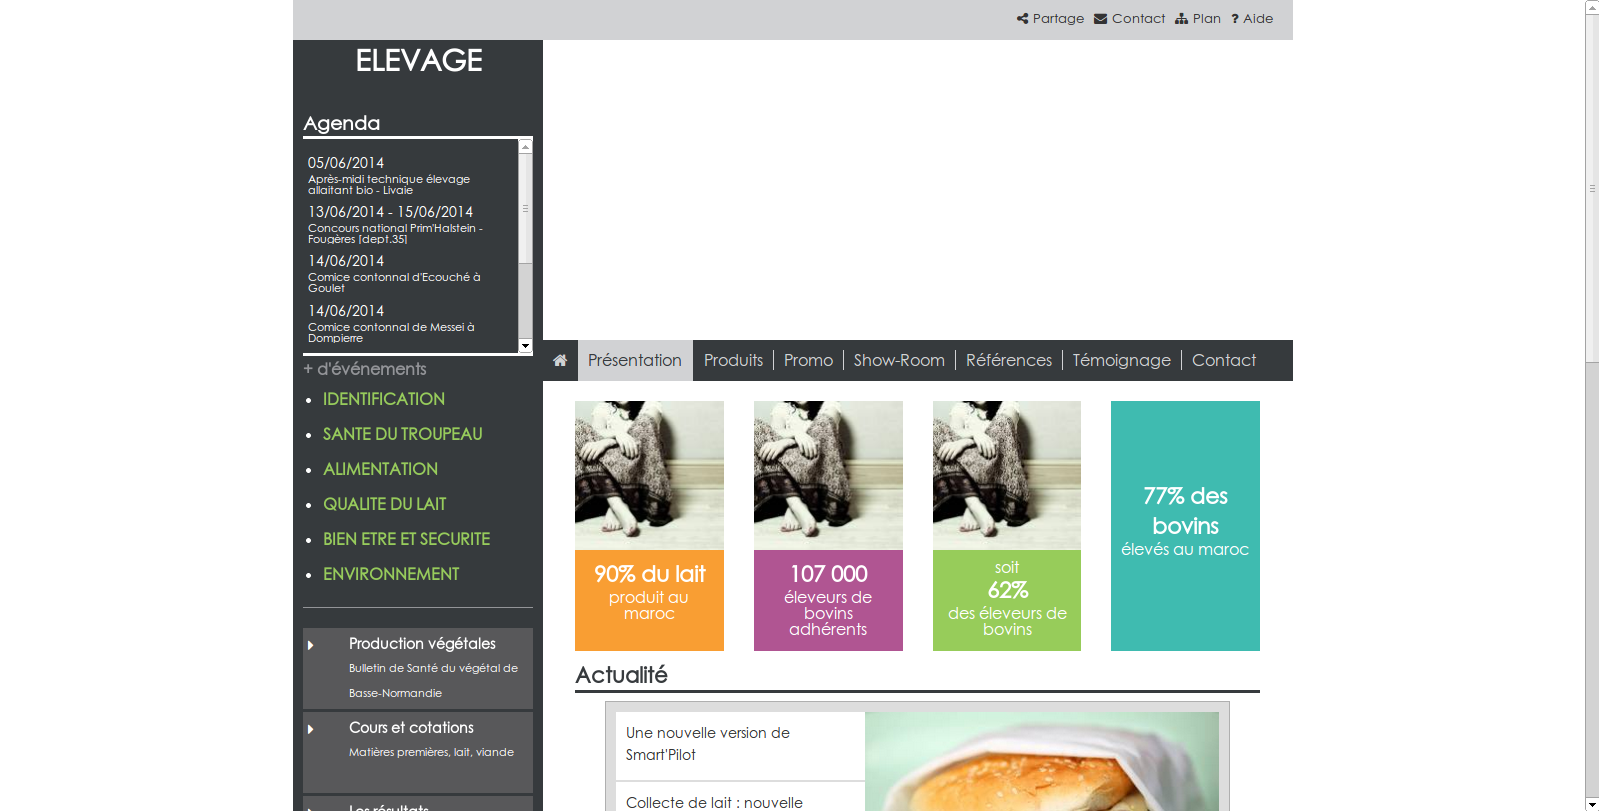 Partage Contact Plan ? Aide
ELEVAGE
Agenda
05/06/2014
Après-midi technique élevage
allaitant bio - Livaie
13/06/2014 - 15/06/2014
Concours national Prim'Halstein -
Fougères [dept.35]
14/06/2014
Comice contonnal d'Ecouché à
Goulet
14/06/2014
Comice contonnal de Messei à
Dompierre
+ d'événements
IDENTIFICATION
SANTE DU TROUPEAU
ALIMENTATION
QUALITE DU LAIT
BIEN ETRE ET SECURITE
ENVIRONNEMENT
Production végétales
Bulletin de Santé du végétal de
Basse-Normandie
Cours et cotations
Matières premières, lait, viande
Les résultats
Présentation Produits Promo Show-Room Références Témoignage Contact
90% du lait
produit au
maroc
107 000
éleveurs de
bovins
adhérents
soit
62%
des éleveurs de
bovins
77% des
bovins
élevés au maroc
Actualité
Une nouvelle version de
Smart'Pilot
Collecte de lait : nouvelle